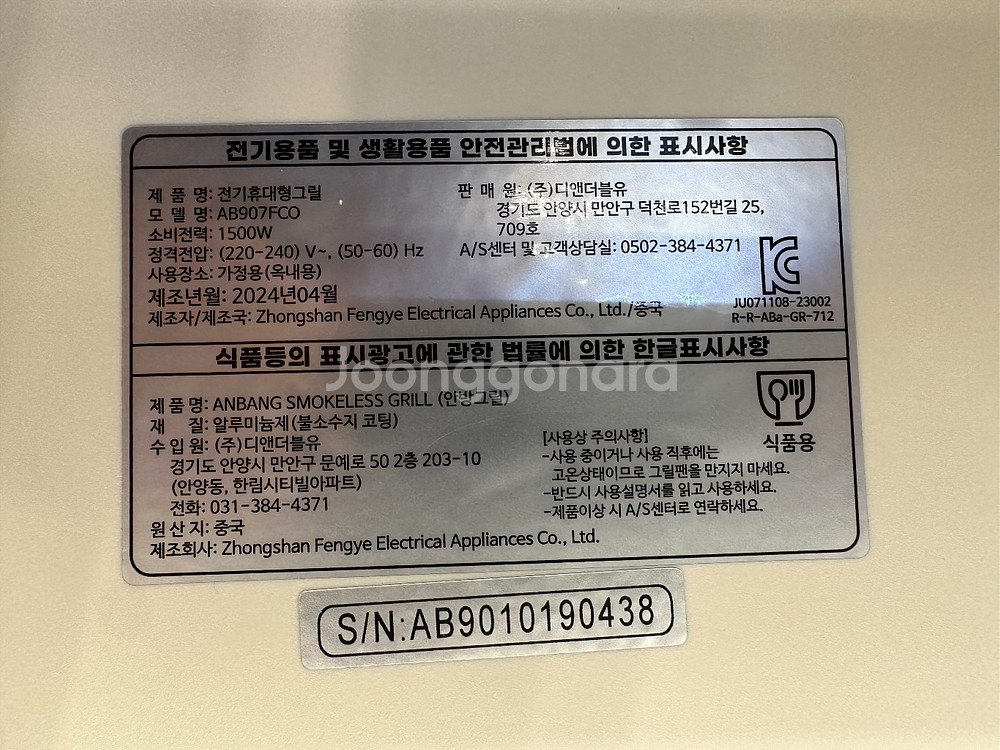 전기용품 및 생활용품 안전관리법에 의한 표시사항
제 품 명: 전기휴대형그릴
모 델 명: AB907FCO
소비전력: 1500W
정격전압: (220-240) V~, (50-60) Hz
사용장소: 가정용(옥내용)
제조년월: 2024년04월
제조자/제조국: Zhongshan Fengye Electrical Appliances Co., Ltd./중국
판 매 원: (주)디앤더블유
경기도 안양시 만안구 덕천로152번길 25,
709호
A/S센터 및 고객상담실: 0502-384-4371
JU071108-23002
R-R-ABa-GR-712
식품등의 표시광고에 관한 법률에 의한 한글표시사항
Joonggonara
제 품 명: ANBANG SMOKELESS GRILL (안방그릴)
재 질: 알루미늄제(불소수지 코팅)
수 입 원: (주)디앤더블유
경기도 안양시 만안구 문예로 50 2층 203-10
(안양동, 한림시티빌아파트)
전화: 031-384-4371
원 산 지: 중국
제조회사: Zhongshan Fengye Electrical Appliances Co., Ltd.
식품용
[사용상 주의사항]
-사용 중이거나 사용 직후에는
고온상태이므로 그릴팬을 만지지 마세요.
-반드시 사용설명서를 읽고 사용하세요.
-제품이상 시 A/S센터로 연락하세요.
S/N:AB9010190438